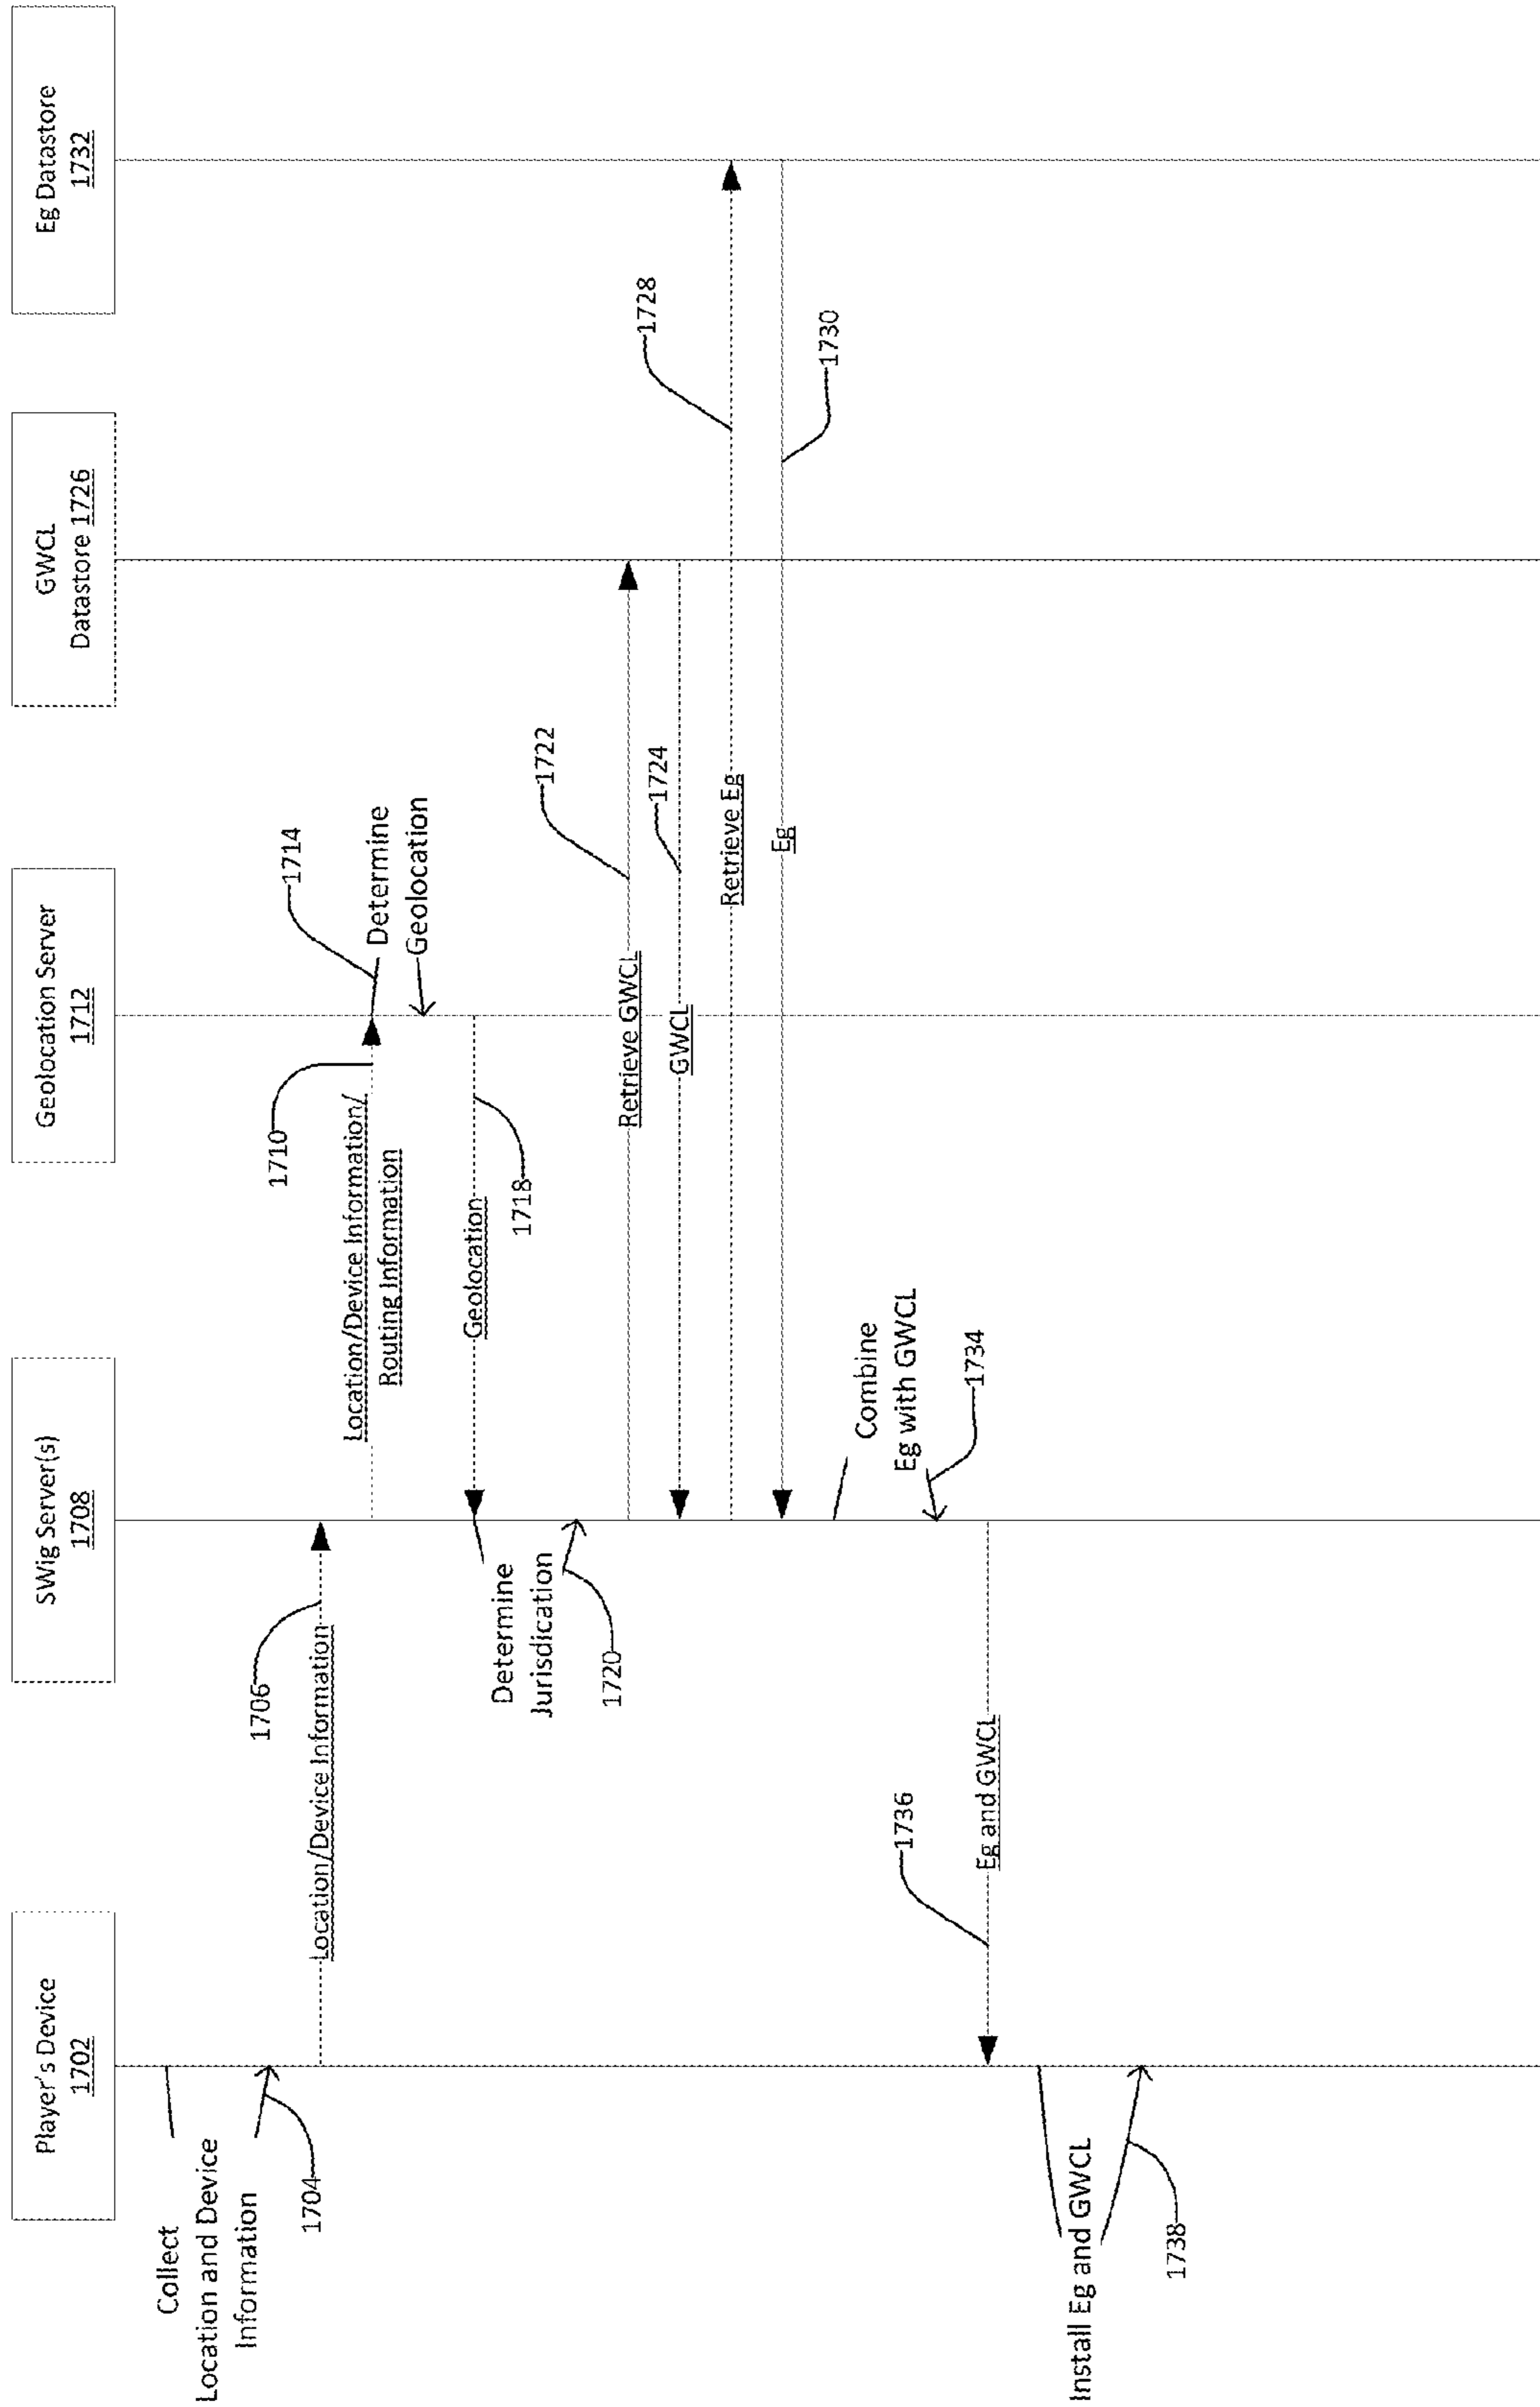 Player's Device
1702
SWig Server(s)
1708
Geolocation Server
1712
GWCL
Datastore 1726
Eg Datastore
1732
Collect
Location and Device
Information
1704
1706
Location/Device Information
1710
Location/Device Information/
Routing Information
1714
Determine
Geolocation
Geolocation
1718
Determine
Jurisdication
1720
1722
Retrieve GWCL
1724
GWCL
1728
Retrieve Eg
Eg
1730
Combine
Eg with GWCL
1734
1736
Eg and GWCL
Install Eg and GWCL
1738